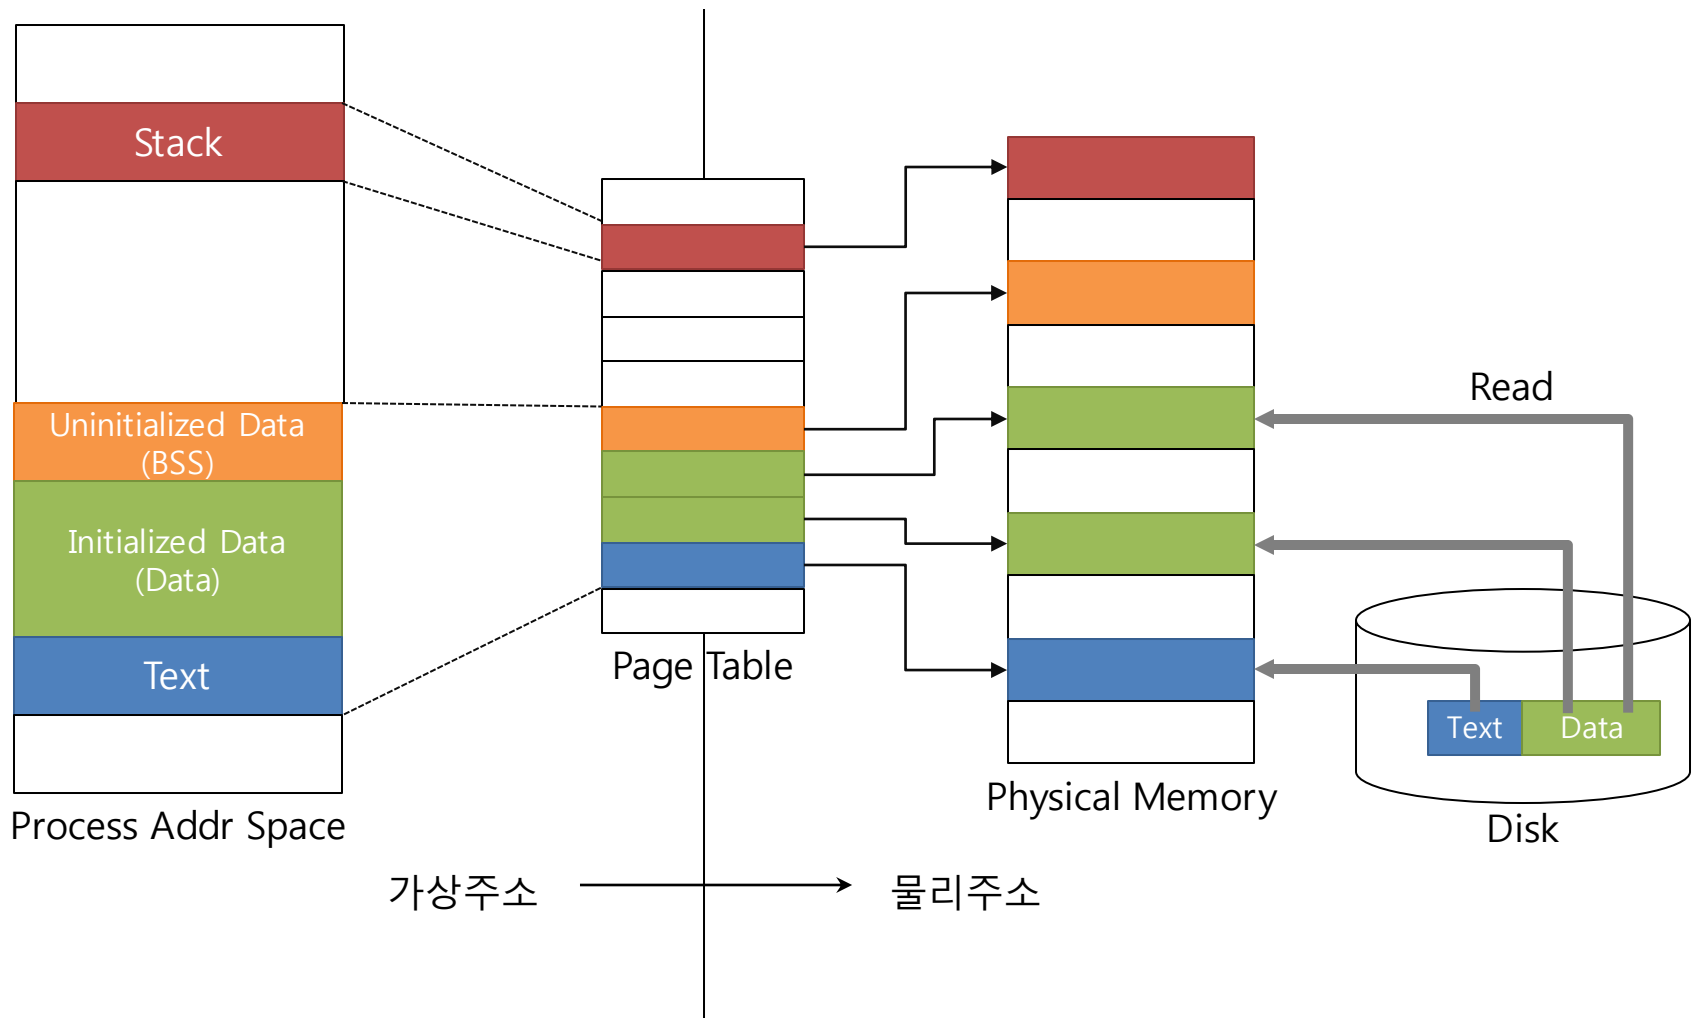 Stack
Uninitialized Data
(BSS)
Initialized Data
(Data)
Text
Process Addr Space
Page Table
Physical Memory
Read
Text
Data
Disk
가상주소
물리주소